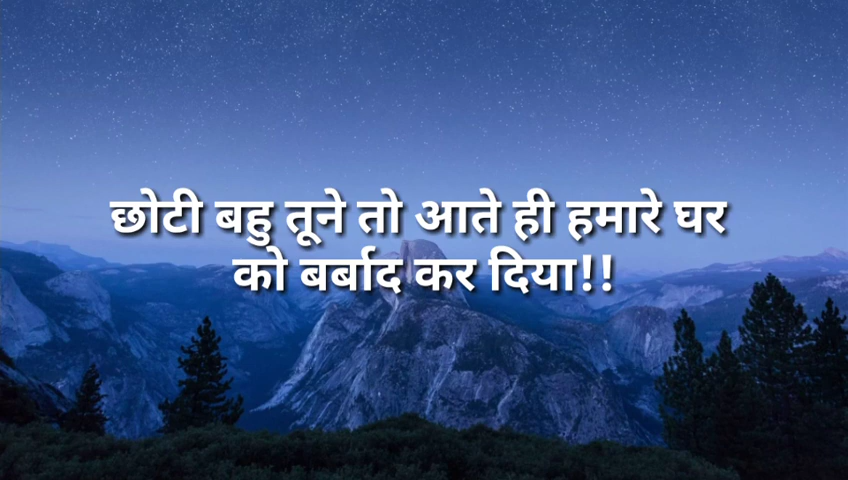 छोटी बहु तूने तो आते ही हमारे घर
को बर्बाद कर दिया!!